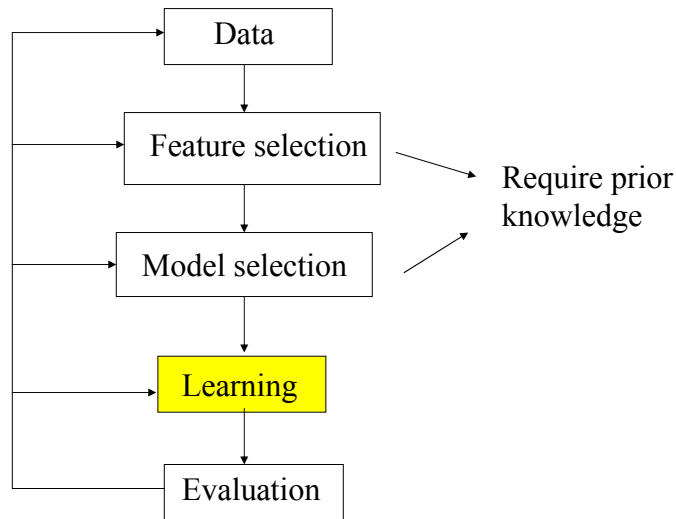 Data
Feature selection
Require prior
knowledge
Model selection
Learning
Evaluation